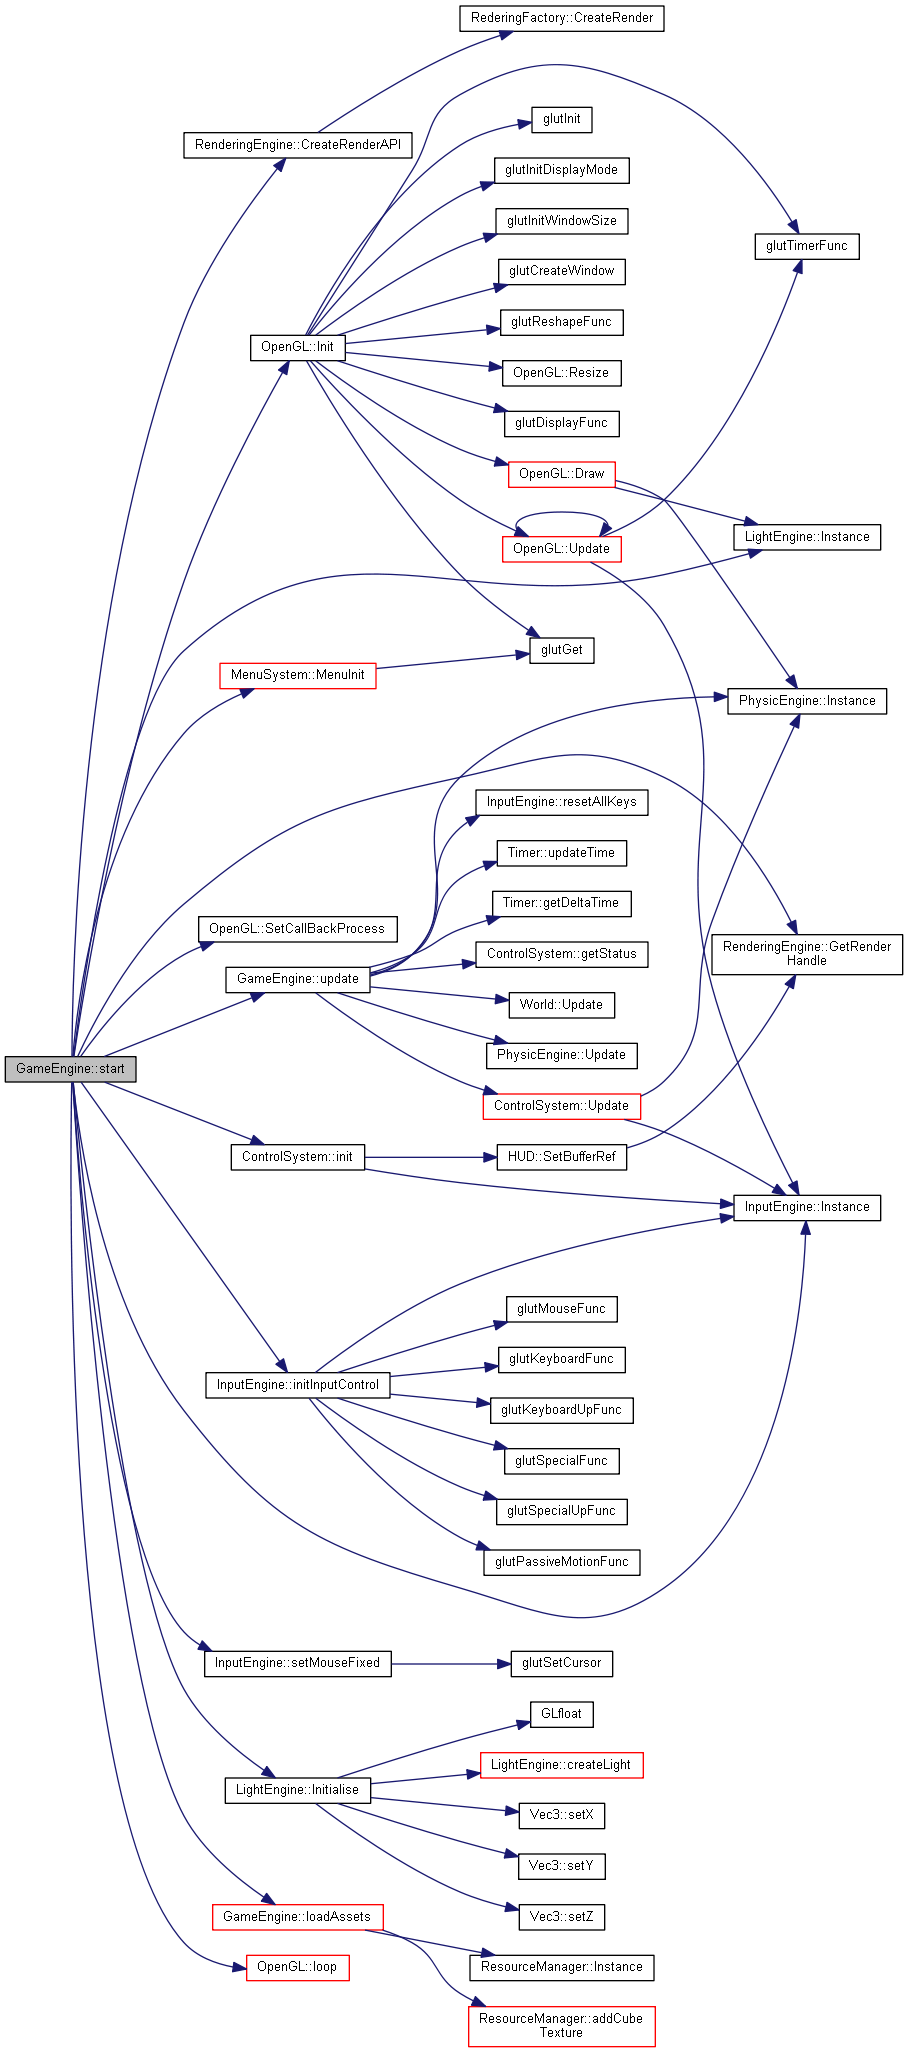 RederingFactory::CreateRender
glutInit
RenderingEngine::CreateRenderAPI
glutInitDisplayMode
glutInitWindowSize
glutTimerFunc
glutCreateWindow
glutReshapeFunc
OpenGL::Init
OpenGL::Resize
glutDisplayFunc
OpenGL::Draw
LightEngine::Instance
OpenGL::Update
glutGet
MenuSystem::MenuInit
PhysicEngine::Instance
InputEngine::resetAllKeys
Timer::updateTime
Timer::getDeltaTime
OpenGL::SetCallBackProcess
RenderingEngine::GetRender
Handle
ControlSystem::getStatus
GameEngine::update
World::Update
PhysicEngine::Update
GameEngine::start
ControlSystem::Update
ControlSystem::init
HUD::SetBufferRef
InputEngine::Instance
glutMouseFunc
glutKeyboardFunc
InputEngine::initInputControl
glutKeyboardUpFunc
glutSpecialFunc
glutSpecialUpFunc
glutPassiveMotionFunc
InputEngine::setMouseFixed
glutSetCursor
GLfloat
LightEngine::createLight
LightEngine::Initialise
Vec3::setX
Vec3::setY
GameEngine::loadAssets
Vec3::setZ
OpenGL::loop
ResourceManager::Instance
ResourceManager::addCube
Texture